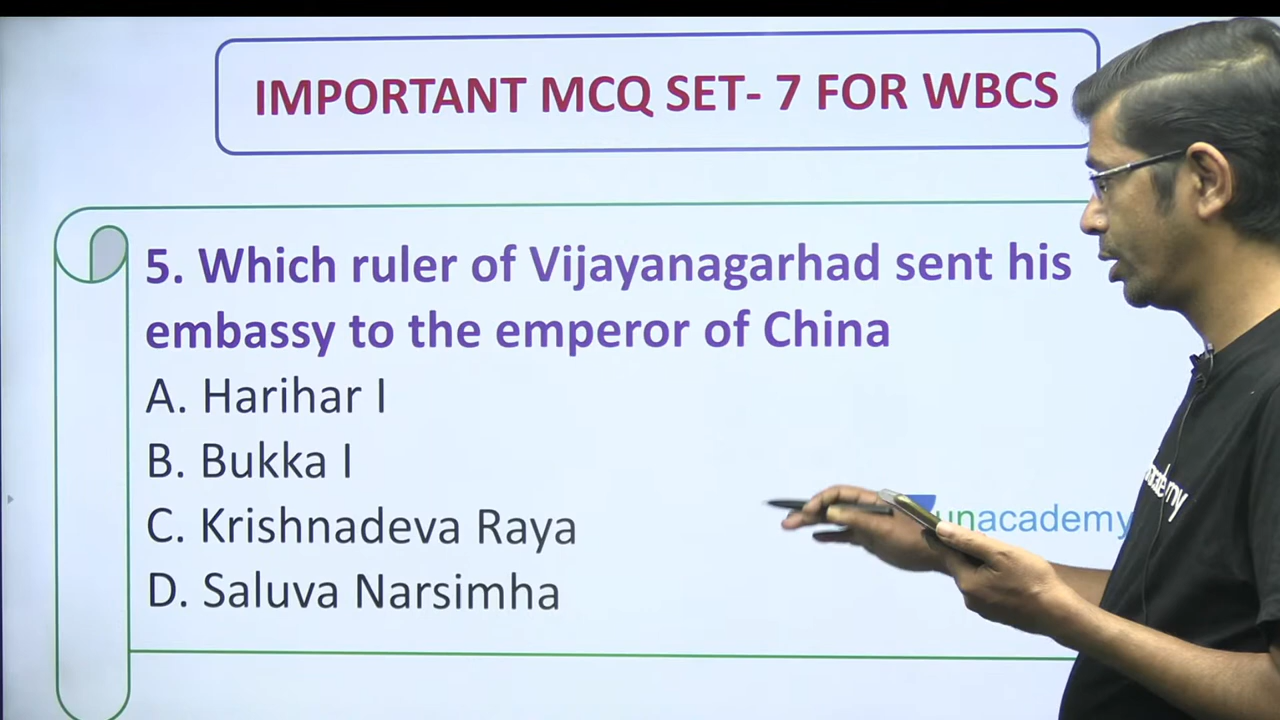 IMPORTANT MCQ SET- 7 FOR WBCS
5. Which ruler of Vijayanagarhad sent his
embassy to the emperor of China
A. Harihar I
B. Bukka I
C. Krishnadeva Raya
D. Saluva Narsimha
unacademy